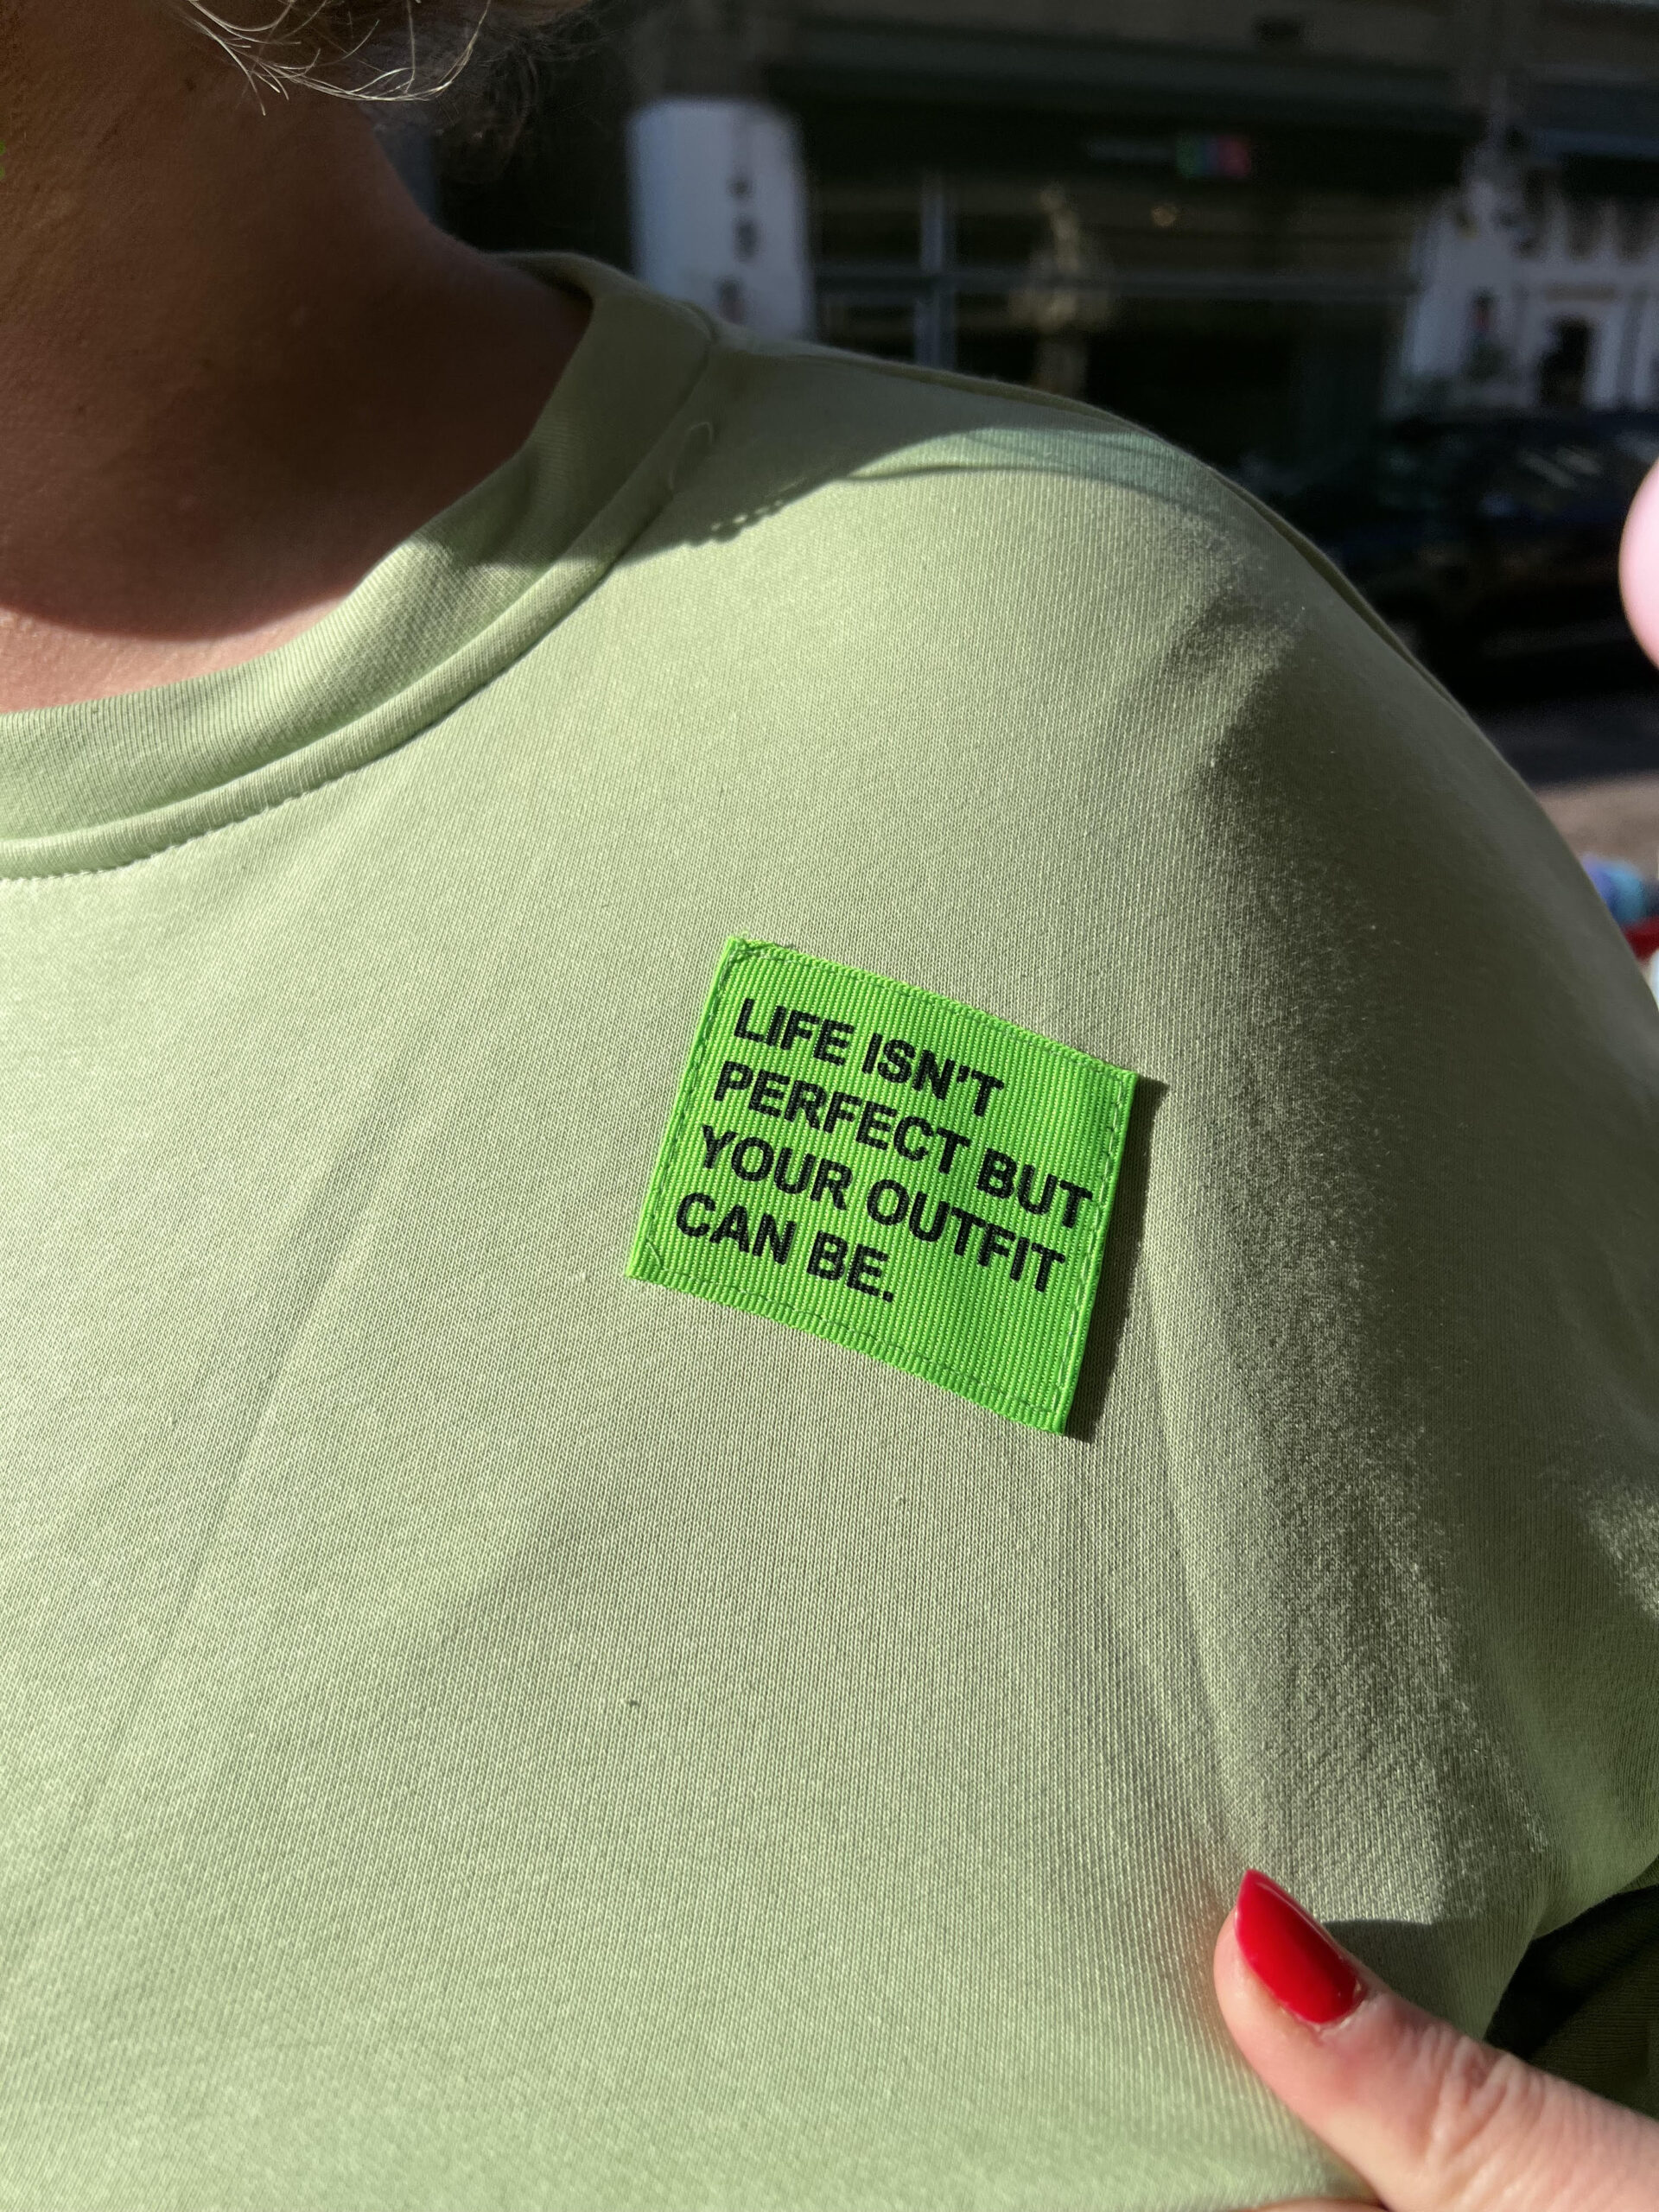 LIFE ISN'T
PERFECT BUT
YOUR OUTFIT
CAN BE.